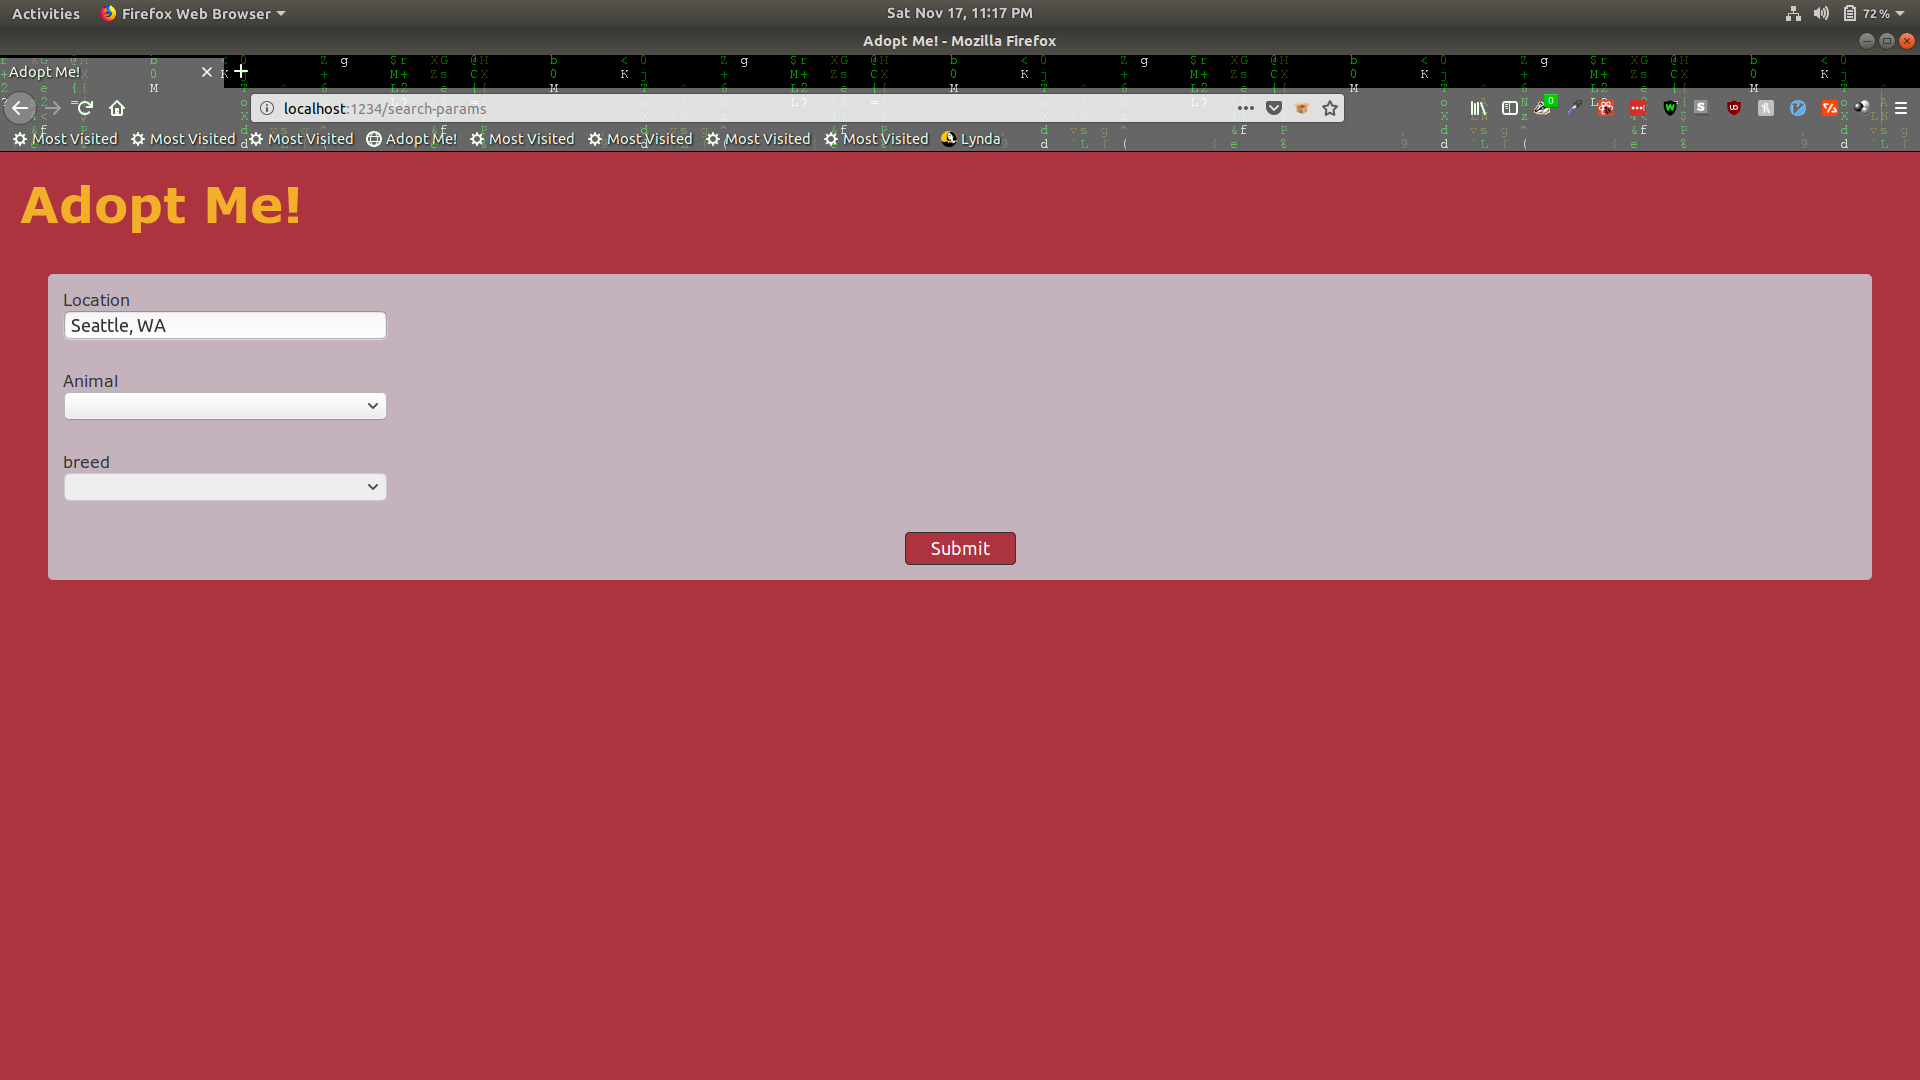 Activities Firefox Web Browser Sat Nov 17, 11:17 PM 72 %
Adopt Me! - Mozilla Firefox
Adopt Me!
localhost:1234/search-params
Most Visited Most Visited Most Visited Adopt Me! Most Visited Most Visited Most Visited Most Visited Lynda
Adopt Me!
Location
Seattle, WA
Animal
breed
Submit